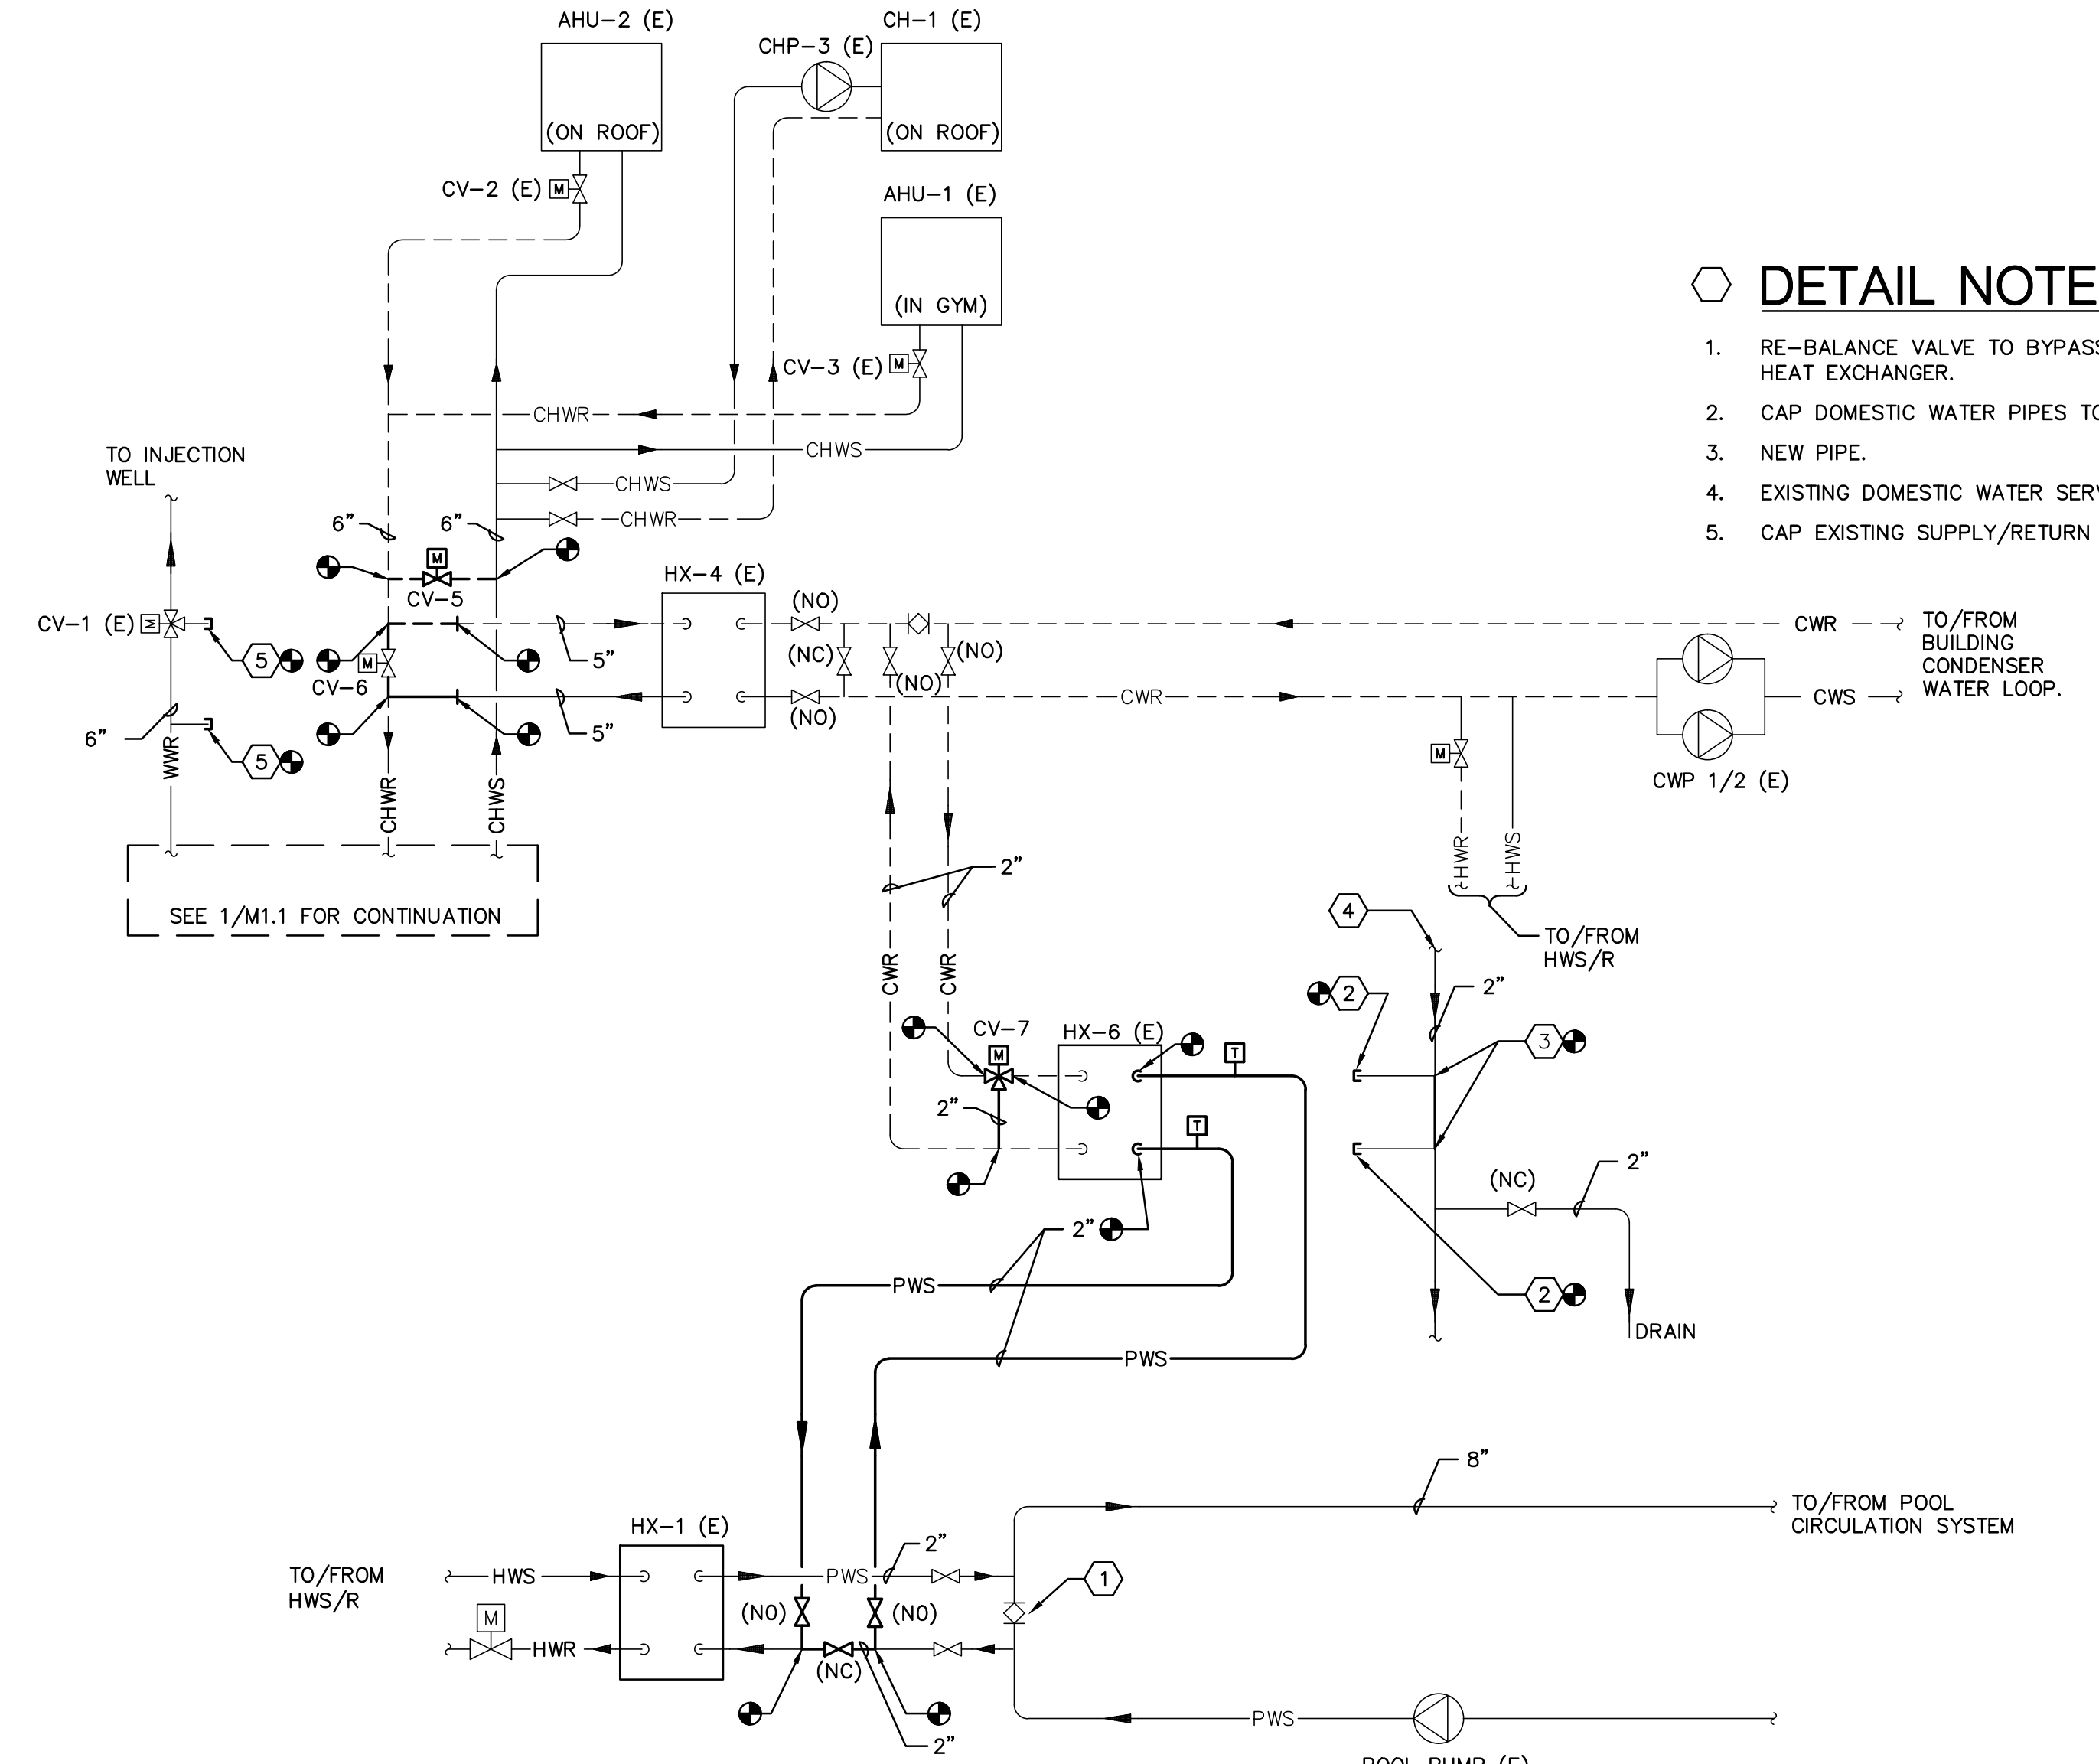 AHU-2 (E)
(ON ROOF)
CV-2 (E)
M
CHP-3 (E)
CH-1 (E)
(ON ROOF)
AHU-1 (E)
(IN GYM)
CV-3 (E)
M
CHWR
CHWS
CHWS
CHWR
DETAIL NOTE
1. RE-BALANCE VALVE TO BYPASS
HEAT EXCHANGER.
2. CAP DOMESTIC WATER PIPES TO
3. NEW PIPE.
4. EXISTING DOMESTIC WATER SERV
5. CAP EXISTING SUPPLY/RETURN
TO INJECTION
WELL
6"
6"
M
CV-5
CV-1 (E)
M
5
M
CV-6
5"
5"
6"
5
WWR
CHWR
CHWS
SEE 1/M1.1 FOR CONTINUATION
HX-4 (E)
(NO)
(NC)
(NO)
(NO)
(NO)
CWR
CWR
CWS
TO/FROM
BUILDING
CONDENSER
WATER LOOP.
CWP 1/2 (E)
M
HWR
HWS
TO/FROM
HWS/R
2"
CWR
CWR
CV-7
M
HX-6 (E)
T
T
2"
2"
4
2
2"
3
(NC)
2"
2
DRAIN
PWS
PWS
8"
TO/FROM POOL
CIRCULATION SYSTEM
HX-1 (E)
TO/FROM
HWS/R
HWS
M
HWR
PWS
2"
1
(NO)
(NO)
(NC)
2"
PWS
POOL PUMP (E)